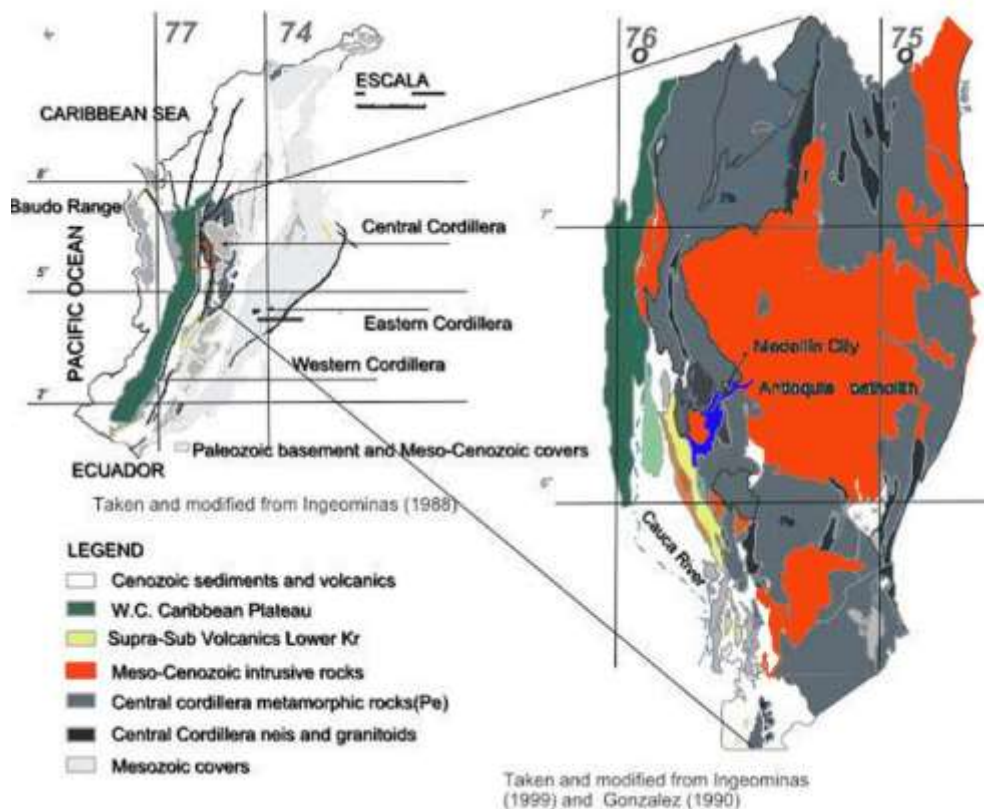 77
74
ESCALA
CARIBBEAN SEA
8°
Baudo Range
Central Cordillera
PACIFIC OCEAN
5°
Eastern Cordillera
Western Cordillera
2°
Paleozoic basement and Meso-Cenozoic covers
ECUADOR
Taken and modified from Ingeominas (1988)
LEGEND
Cenozoic sediments and volcanics
W.C. Caribbean Plateau
Supra-Sub Volcanics Lower Kr
Meso-Cenozoic intrusive rocks
Central cordillera metamorphic rocks(Pe)
Central Cordillera neis and granitoids
Mesozoic covers
76
75
7°
Medellin City
Antioquia batholith
6°
Cauca River
Taken and modified from Ingeominas
(1999) and Gonzalez (1990)